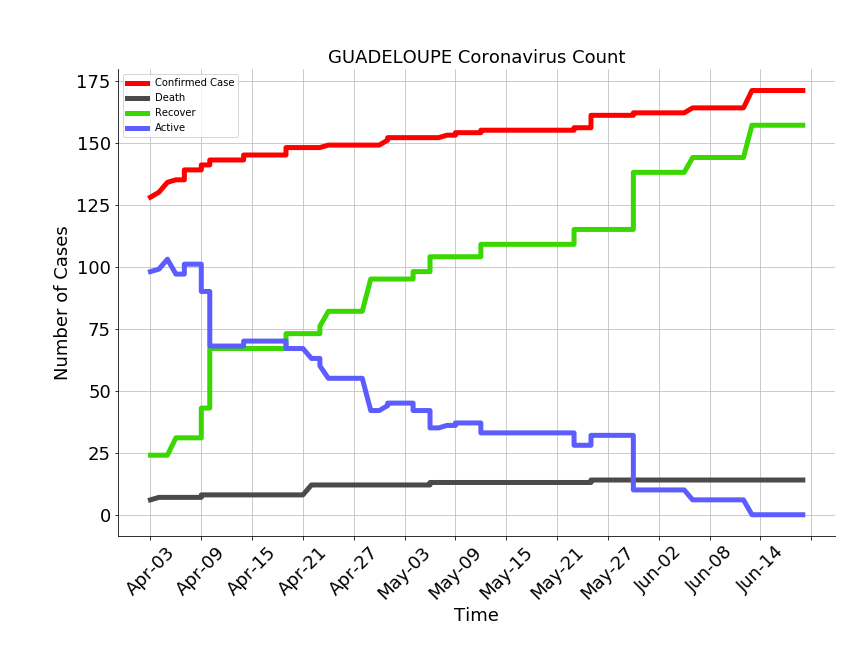 GUADELOUPE Coronavirus Count
Confirmed Case
Death
Recover
Active
175
150
125
100
75
50
25
0
Number of Cases
Apr-03
Apr-09
Apr-15
Apr-21
Apr-27
May-03
May-09
May-15
May-21
May-27
Jun-02
Jun-08
Jun-14
Time